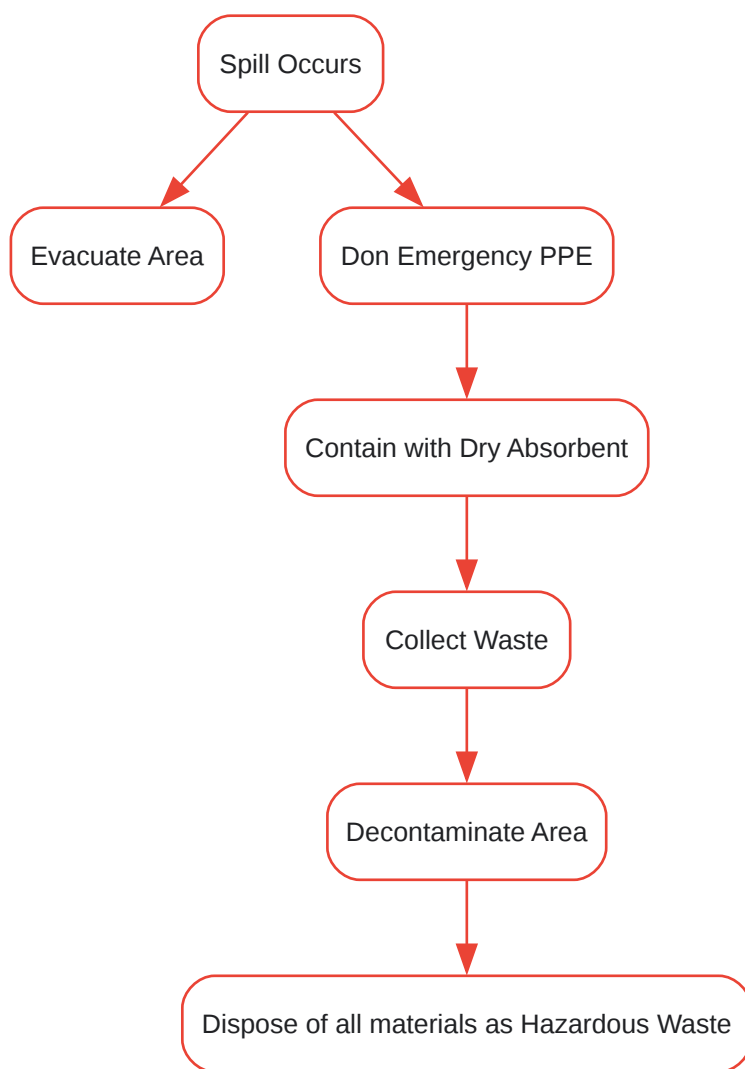 Spill Occurs
Evacuate Area
Don Emergency PPE
Contain with Dry Absorbent
Collect Waste
Decontaminate Area
Dispose of all materials as Hazardous Waste